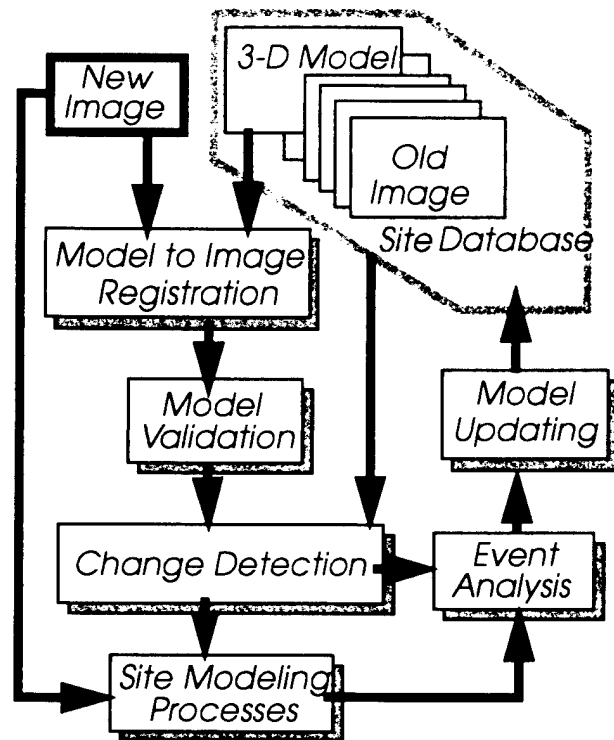 New
Image
3-D Model
Old
Image
Site Database
Model to Image
Registration
Model
Validation
Model
Updating
Change Detection
Event
Analysis
Site Modeling
Processes